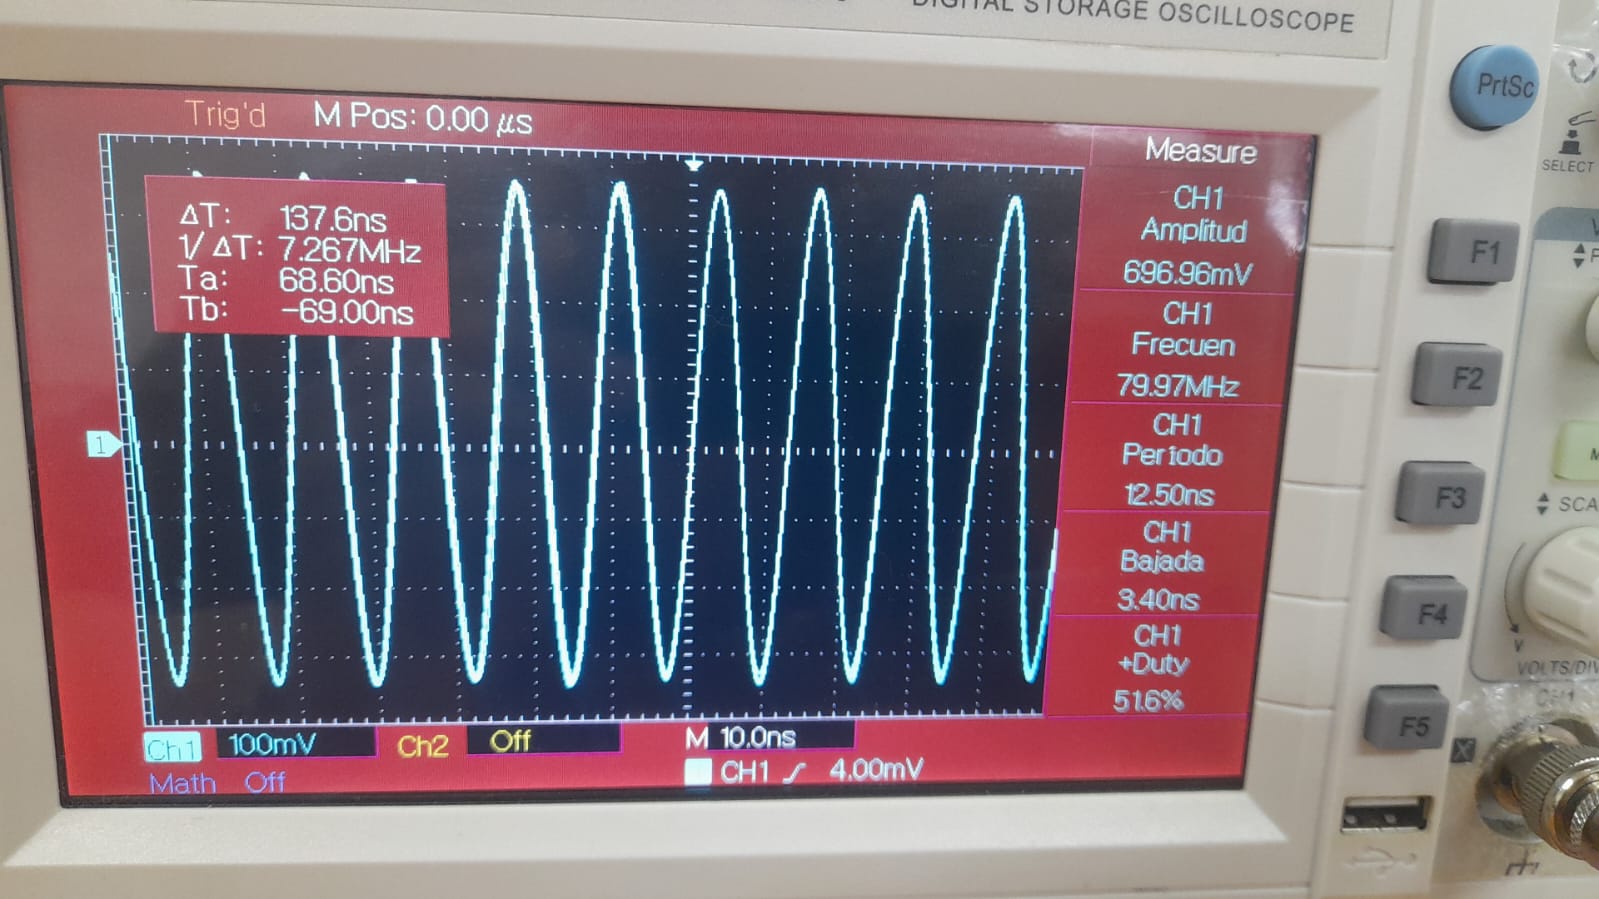 DIGITAL STORAGE OSCILLOSCOPE
PrtSc
SELECT
Trig'd M Pos: 0.00 µs
Measure
ΔT: 137.6ns
1/ ΔT: 7.267MHz
Ta: 68.60ns
Tb: -69.00ns
CH1
Amplitud
696.96mV
CH1
Frecuen
79.97MHz
CH1
Periodo
12.50ns
CH1
Bajada
3.40ns
CH1
+Duty
51.6%
1
F1
F2
F3
F4
F5
SCA
V
VOLTS/DIV
CH1
X
Ch1 100mV Ch2 Off M 10.0ns
Math Off CH1 4.00mV